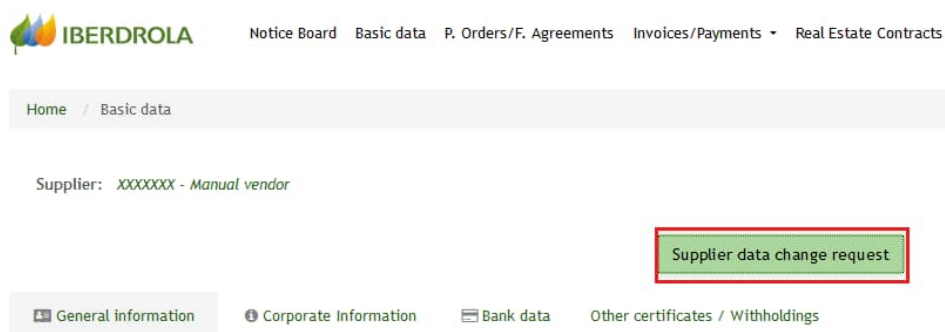 IBERDROLA Notice Board Basic data P. Orders/F. Agreements Invoices/Payments Real Estate Contracts
Home / Basic data
Supplier: XXXXXXX - Manual vendor
Supplier data change request
General information Corporate Information Bank data Other certificates / Withholdings